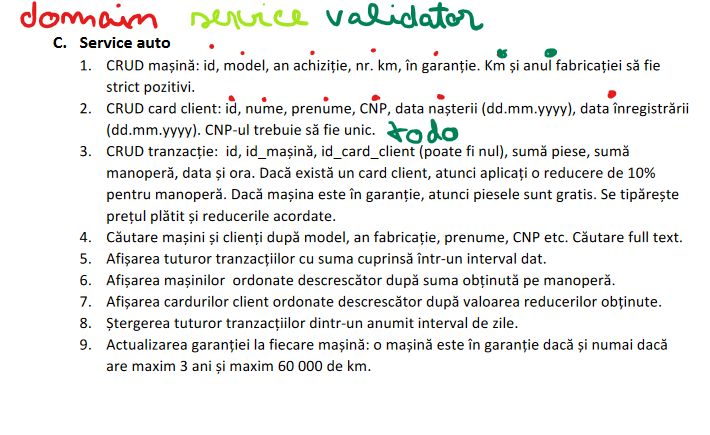 domain service validator
C. Service auto
1. CRUD mașină: id, model, an achiziție, nr. km, în garanție. Km și anul fabricației să fie
strict pozitivi.
2. CRUD card client: id, nume, prenume, CNP, data nașterii (dd.mm.yyyy), data înregistrării
(dd.mm.yyyy). CNP-ul trebuie să fie unic. todo
3. CRUD tranzacție: id, id_mașină, id_card_client (poate fi nul), sumă piese, sumă
manoperă, data și ora. Dacă există un card client, atunci aplicați o reducere de 10%
pentru manoperă. Dacă mașina este în garanție, atunci piesele sunt gratis. Se tipărește
prețul plătit și reducerile acordate.
4. Căutare mașini și clienți după model, an fabricație, prenume, CNP etc. Căutare full text.
5. Afișarea tuturor tranzacțiilor cu suma cuprinsă într-un interval dat.
6. Afișarea mașinilor ordonate descrescător după suma obținută pe manoperă.
7. Afișarea cardurilor client ordonate descrescător după valoarea reducerilor obținute.
8. Ștergerea tuturor tranzacțiilor dintr-un anumit interval de zile.
9. Actualizarea garanției la fiecare mașină: o mașină este în garanție dacă și numai dacă
are maxim 3 ani și maxim 60 000 de km.